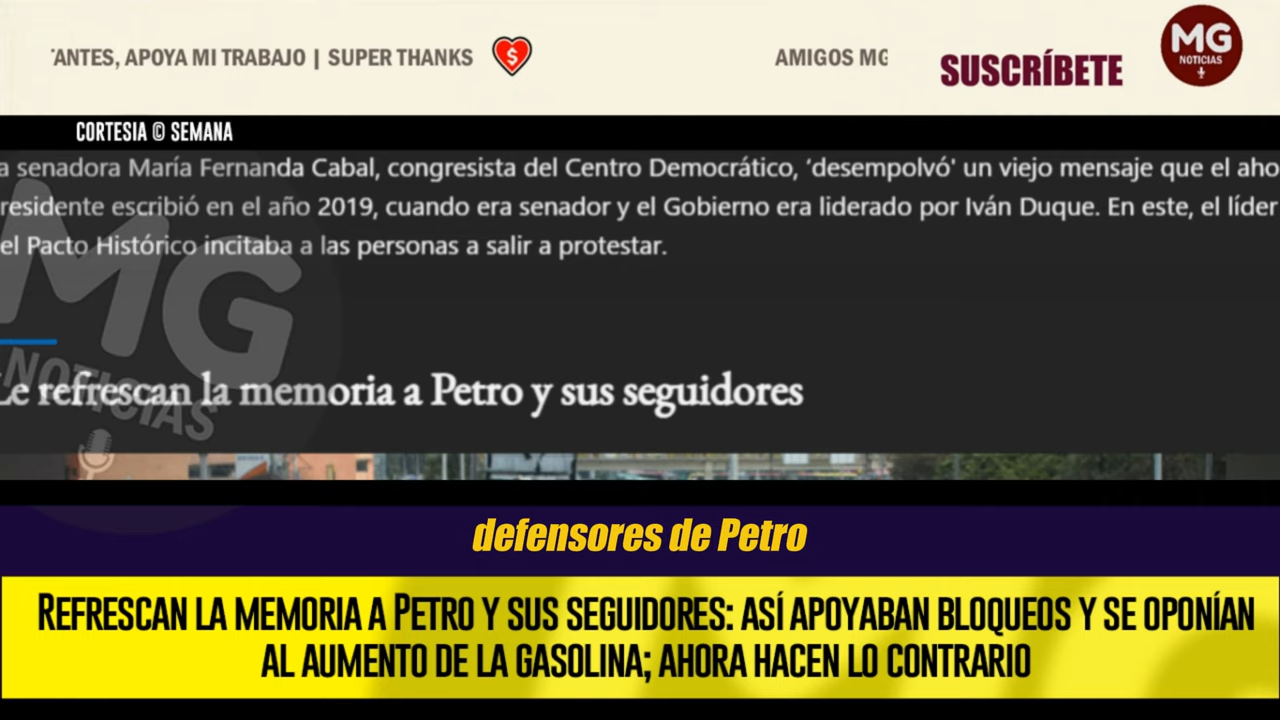 'ANTES, APOYA MI TRABAJO | SUPER THANKS
AMIGOS MG
SUSCRÍBETE
MG
NOTICIAS
CORTESIA © SEMANA
a senadora María Fernanda Cabal, congresista del Centro Democrático, ‘desempolvó' un viejo mensaje que el aho
residente escribió en el año 2019, cuando era senador y el Gobierno era liderado por Iván Duque. En este, el líder
el Pacto Histórico incitaba a las personas a salir a protestar.
MG
NOTICIAS
Le refrescan la memoria a Petro y sus seguidores
defensores de Petro
REFRESCAN LA MEMORIA A PETRO Y SUS SEGUIDORES: ASÍ APOYABAN BLOQUEOS Y SE OPONÍAN
AL AUMENTO DE LA GASOLINA; AHORA HACEN LO CONTRARIO